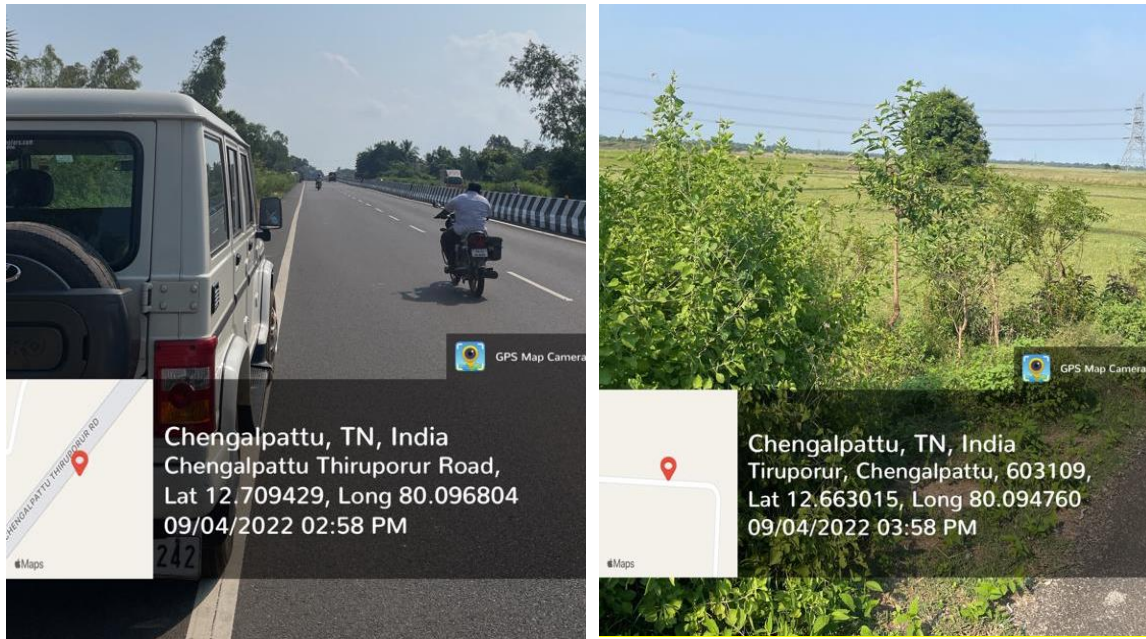 GPS Map Camera
CHENGALPATTU THIRUPORUR RD
Chengalpattu, TN, India
Chengalpattu Thiruporur Road,
Lat 12.709429, Long 80.096804
09/04/2022 02:58 PM
242
Maps
GPS Map Camera
Chengalpattu, TN, India
Tiruporur, Chengalpattu, 603109,
Lat 12.663015, Long 80.094760
09/04/2022 03:58 PM
Maps